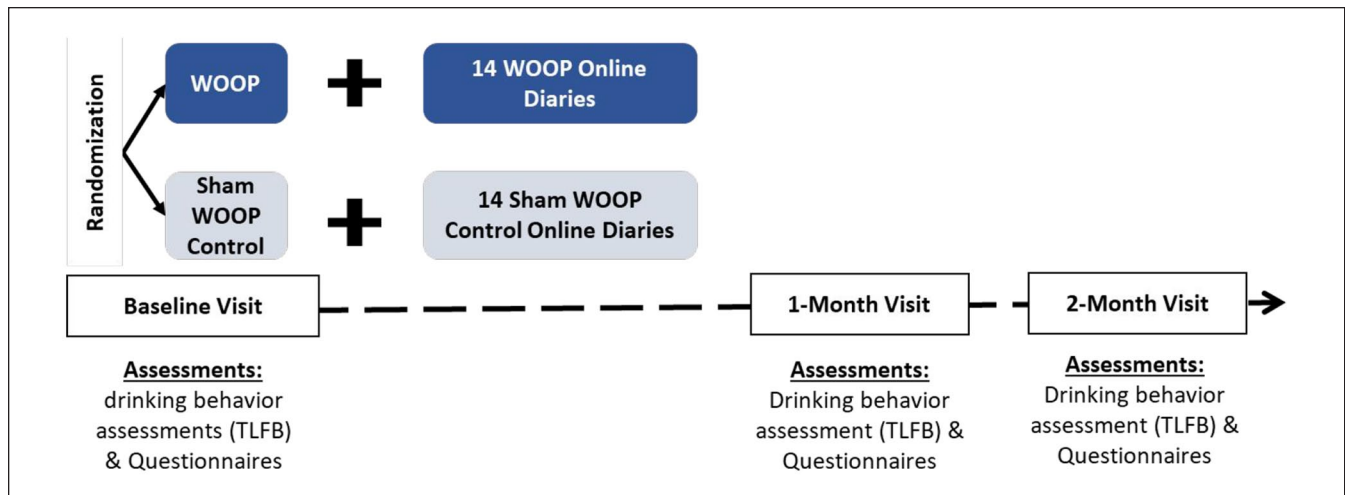 Randomization
WOOP
14 WOOP Online
Diaries
Sham
WOOP
Control
14 Sham WOOP
Control Online Diaries
Baseline Visit
1-Month Visit
2-Month Visit
Assessments:
drinking behavior
assessments (TLFB)
& Questionnaires
Assessments:
Drinking behavior
assessment (TLFB) &
Questionnaires
Assessments:
Drinking behavior
assessment (TLFB) &
Questionnaires